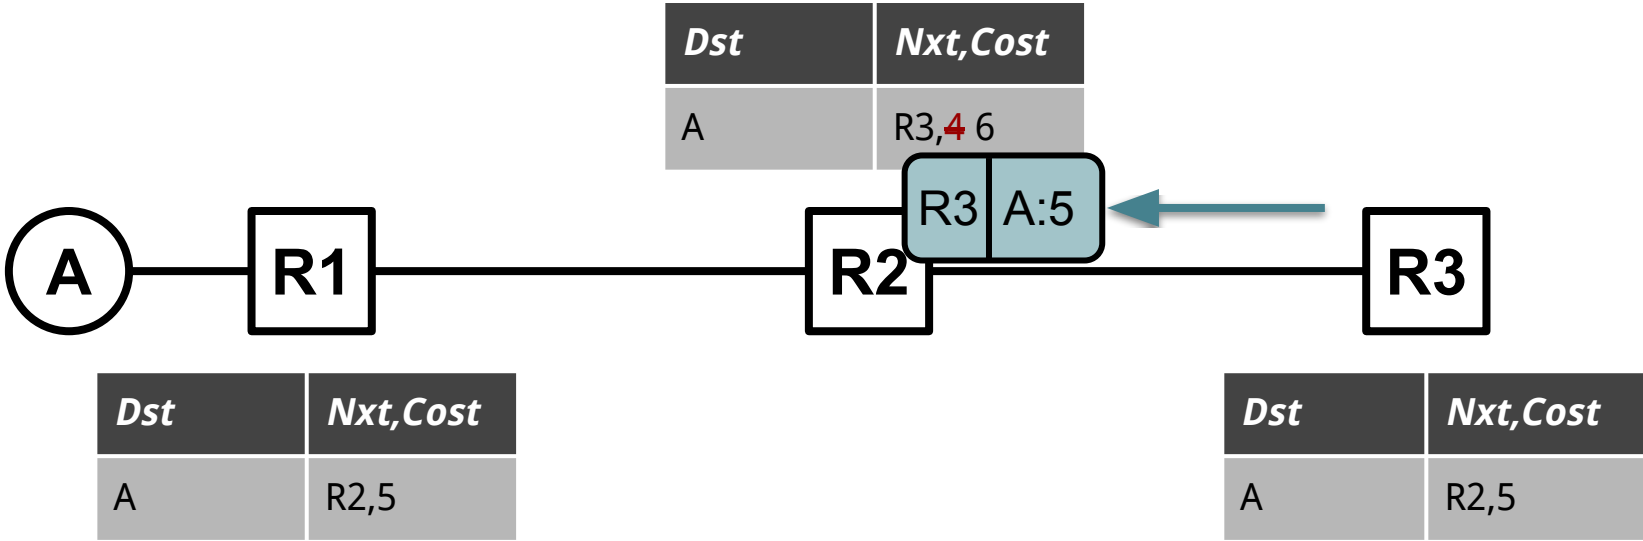 Dst Nxt,Cost
A R3,4 6
R3 A:5
A R1 R2 R3
Dst Nxt,Cost
A R2,5
Dst Nxt,Cost
A R2,5